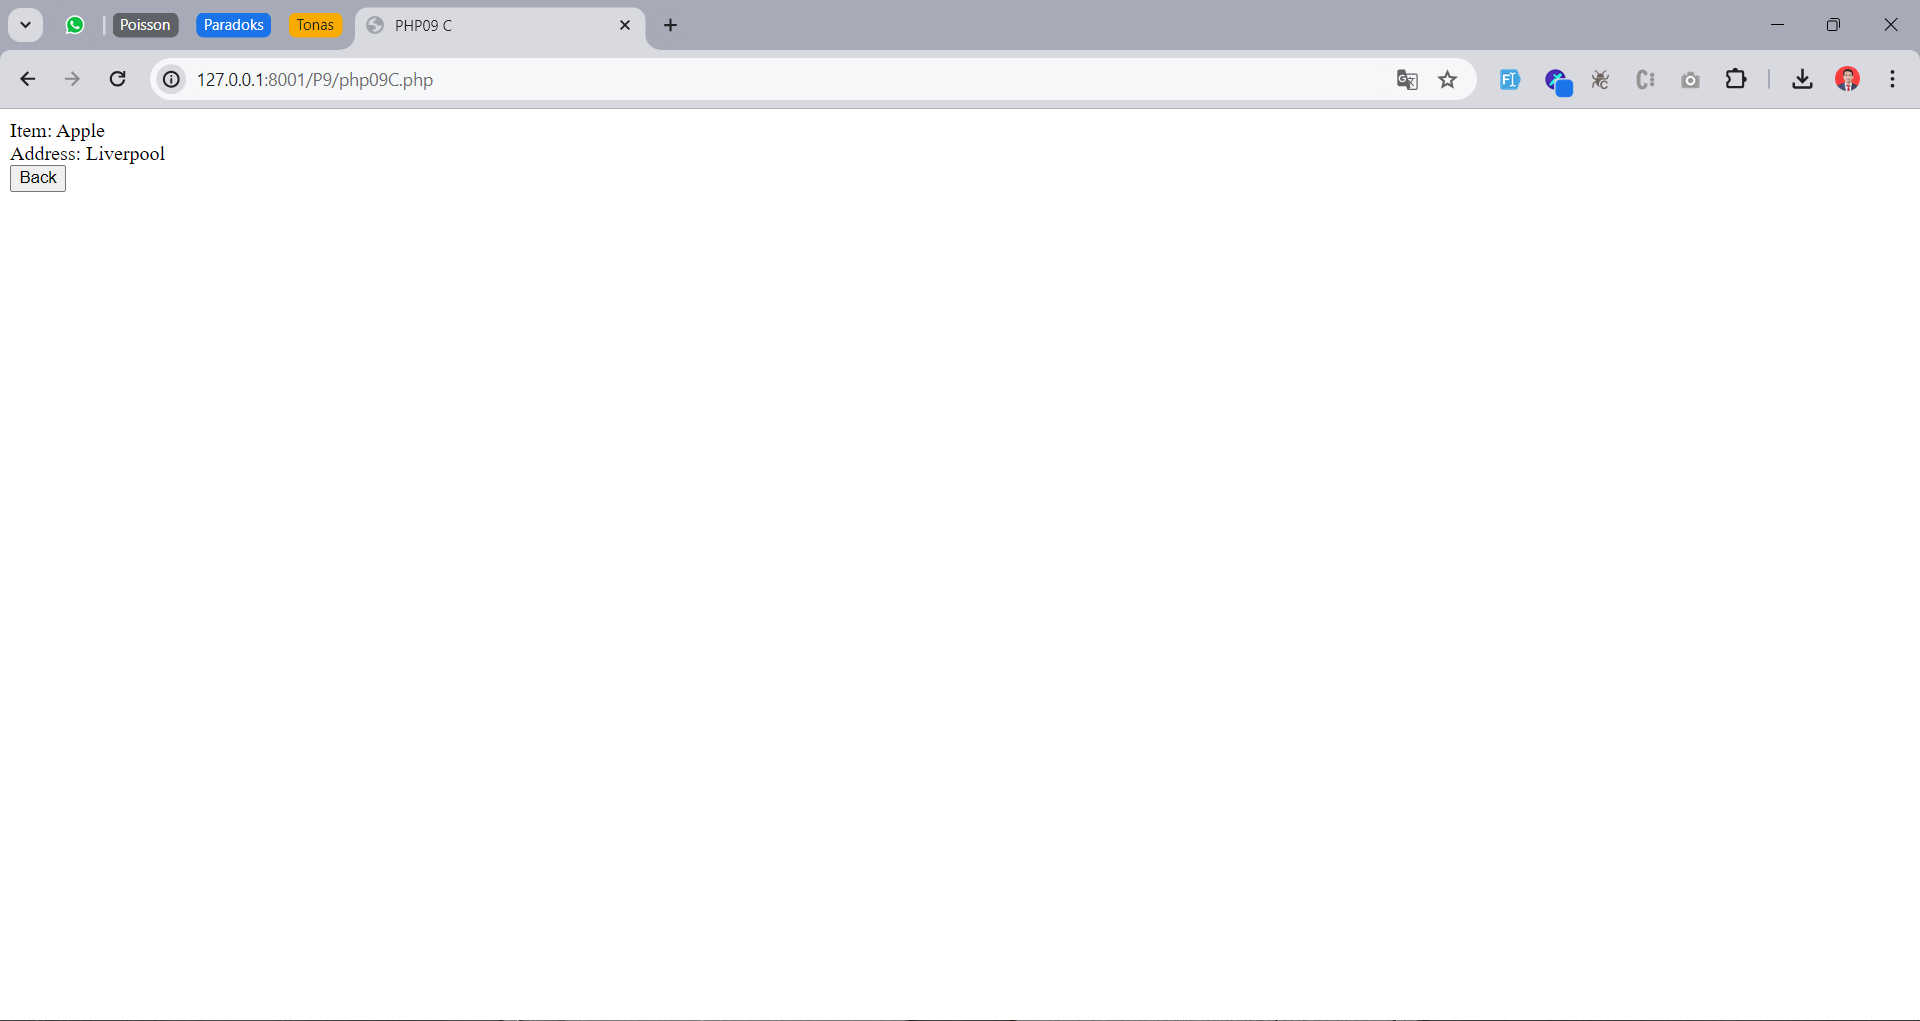 Poisson
Paradoks
Tonas
PHP09 C
127.0.0.1:8001/P9/php09C.php
Item: Apple
Address: Liverpool
Back